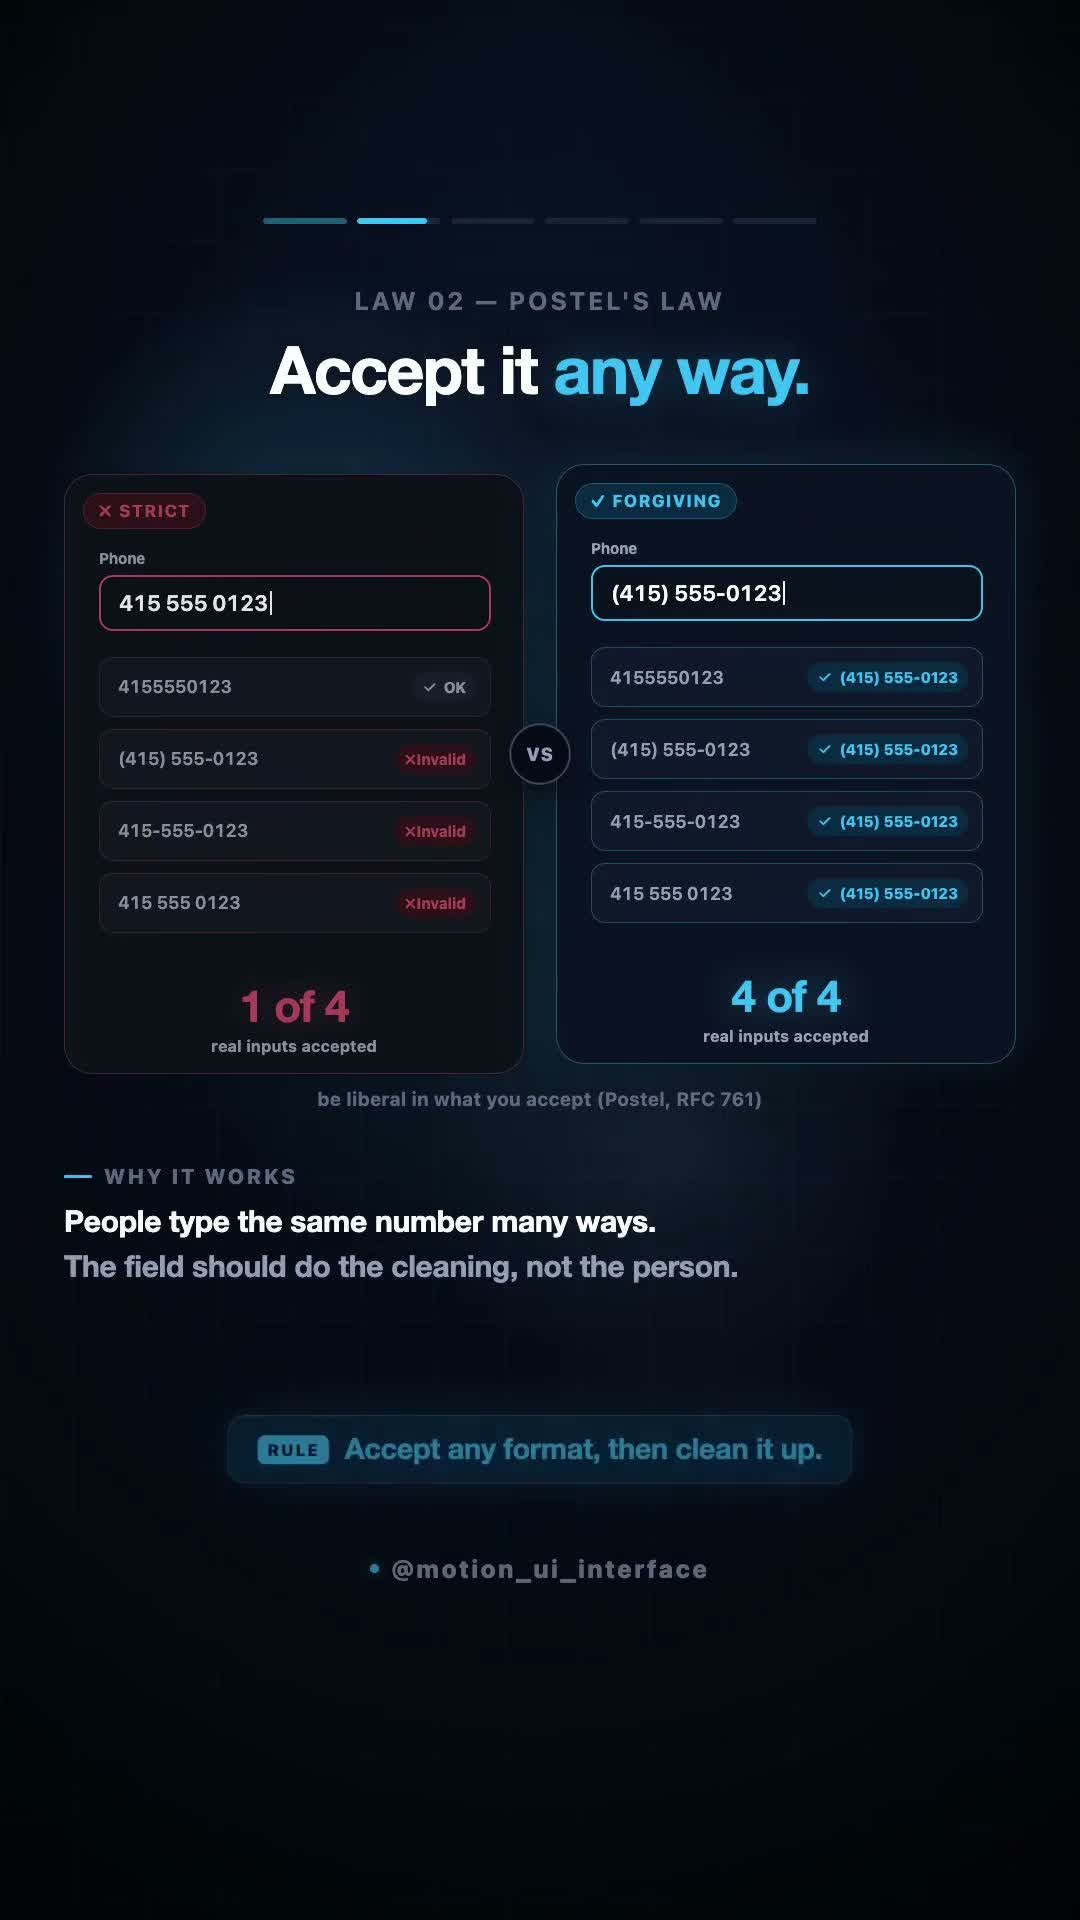 LAW 02 — POSTEL'S LAW
Accept it any way.
✕ STRICT
Phone
415 555 0123
4155550123 ✓ OK
(415) 555-0123 ✕Invalid
415-555-0123 ✕Invalid
415 555 0123 ✕Invalid
1 of 4
real inputs accepted
VS
✓ FORGIVING
Phone
(415) 555-0123
4155550123 ✓ (415) 555-0123
(415) 555-0123 ✓ (415) 555-0123
415-555-0123 ✓ (415) 555-0123
415 555 0123 ✓ (415) 555-0123
4 of 4
real inputs accepted
be liberal in what you accept (Postel, RFC 761)
WHY IT WORKS
People type the same number many ways.
The field should do the cleaning, not the person.
RULE Accept any format, then clean it up.
@motion_ui_interface